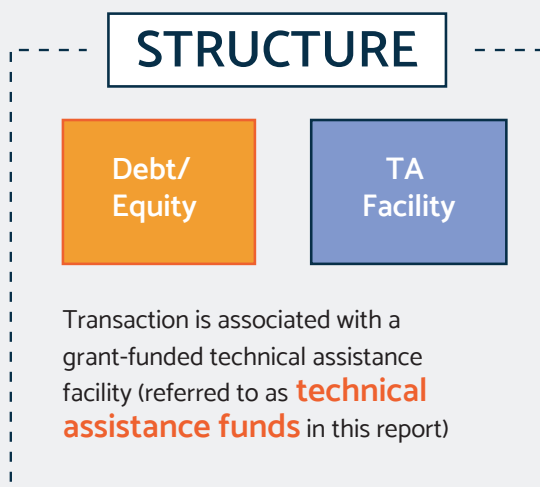 STRUCTURE
Debt/
Equity
TA
Facility
Transaction is associated with a
grant-funded technical assistance
facility (referred to as technical
assistance funds in this report)